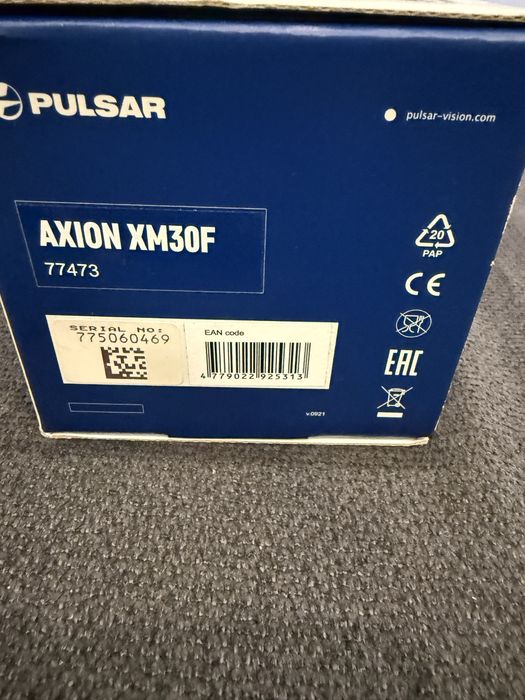 PULSAR
pulsar-vision.com
AXION XM30F
77473
20
PAP
CE
SERIAL NO:
775060469
EAN code
4 779022 925313
EAC
v.0921